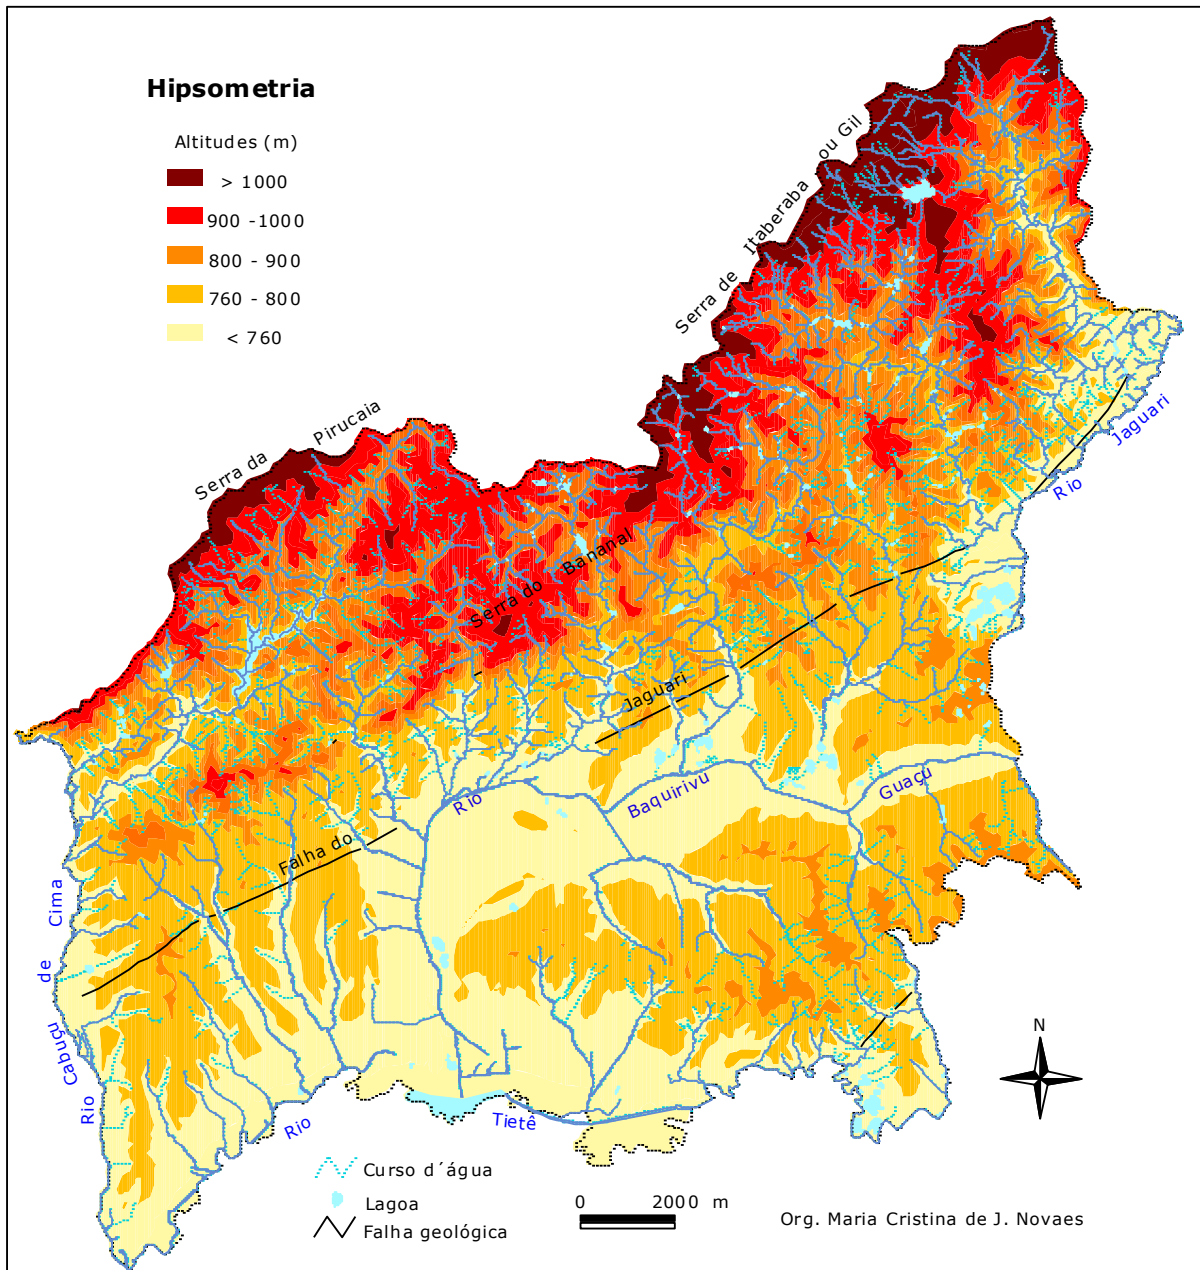 Hipsometria
Altitudes (m)
> 1000
900 -1000
800 - 900
760 - 800
< 760
Serra de Itaberaba ou Gil
Serra da Pirucaia
Serra do Bananal
Rio Jaguari
Falha do Jaguari
Rio Baquirivu Guaçu
Rio Cabuçu de Cima
Rio Tietê
N
Curso d´água
Lagoa
Falha geológica
0 2000 m
Org. Maria Cristina de J. Novaes